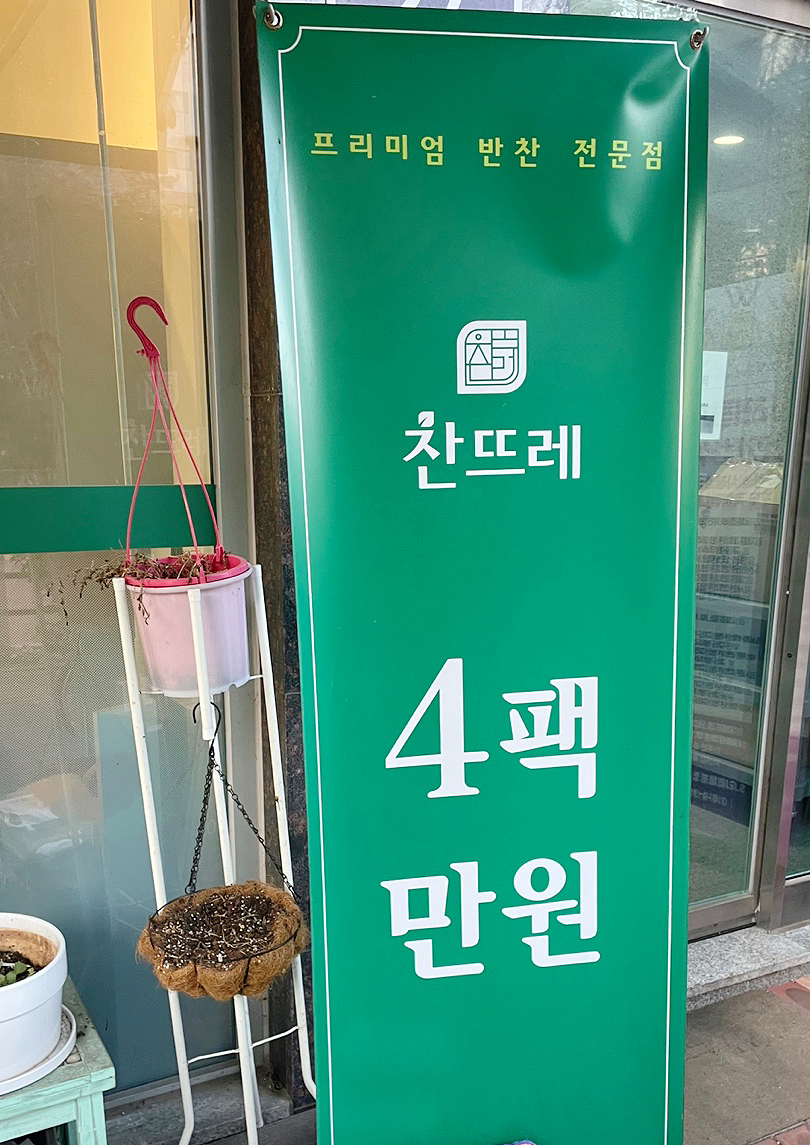 프리미엄 반찬 전문점
찬뜨레
4팩
만원